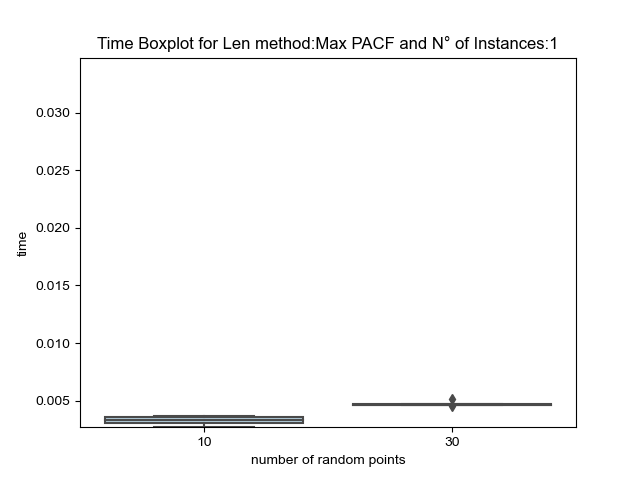 Time Boxplot for Len method:Max PACF and N° of Instances:1
0.030
0.025
0.020
0.015
0.010
0.005
time
10 30
number of random points